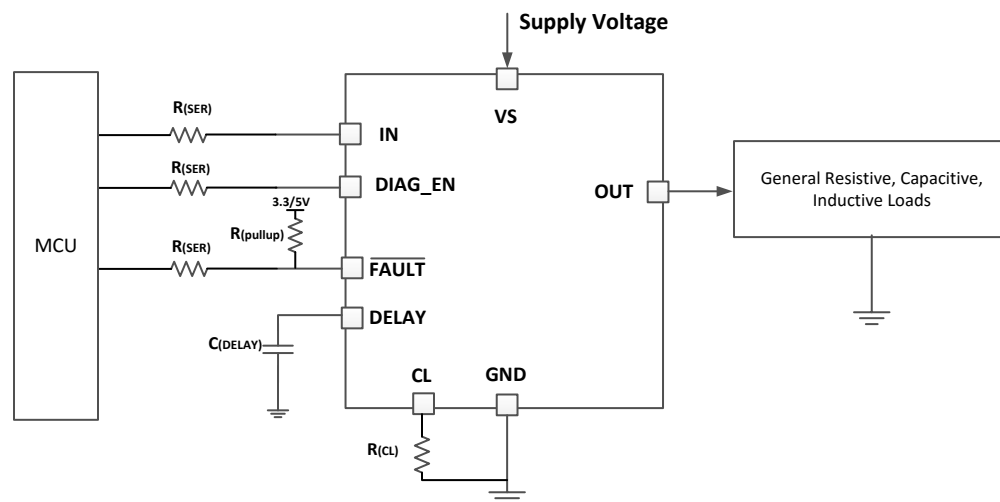 Supply Voltage
VS
MCU
R(SER)
IN
R(SER)
DIAG_EN
3.3/5V
R(pullup)
R(SER)
FAULT
DELAY
C(DELAY)
CL
GND
R(CL)
OUT
General Resistive, Capacitive,
Inductive Loads